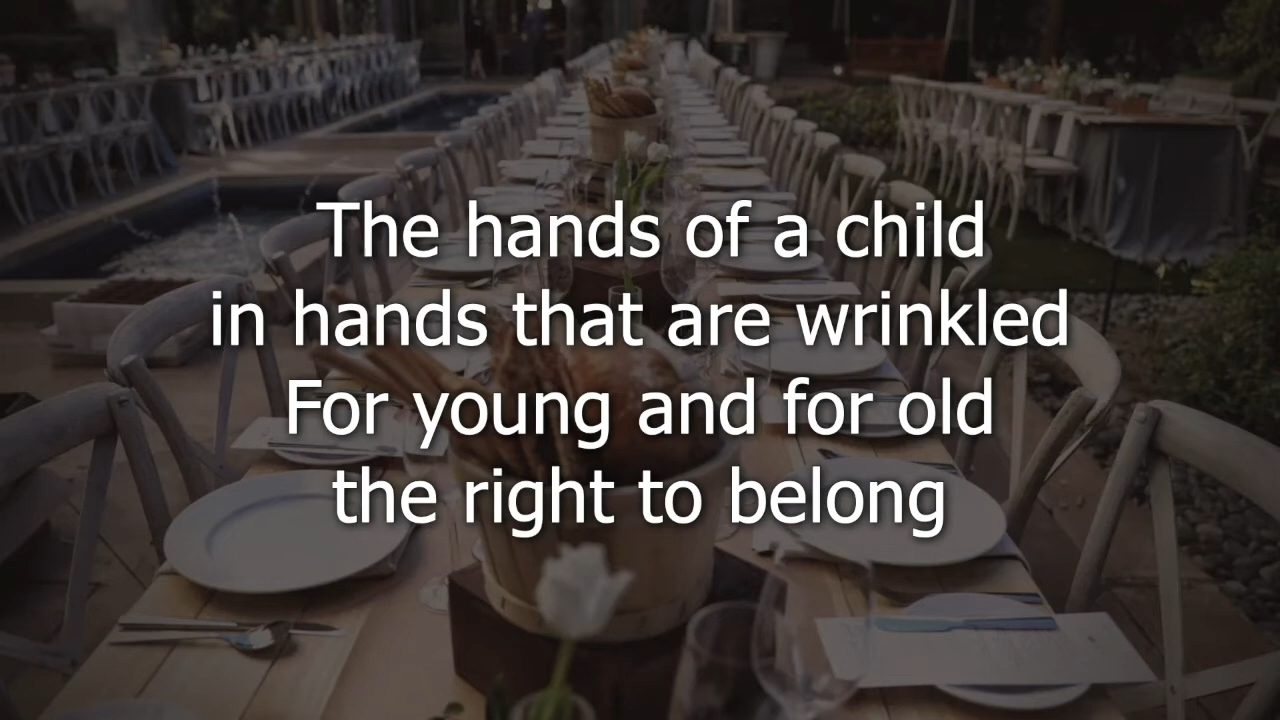 The hands of a child
in hands that are wrinkled
For young and for old
the right to belong